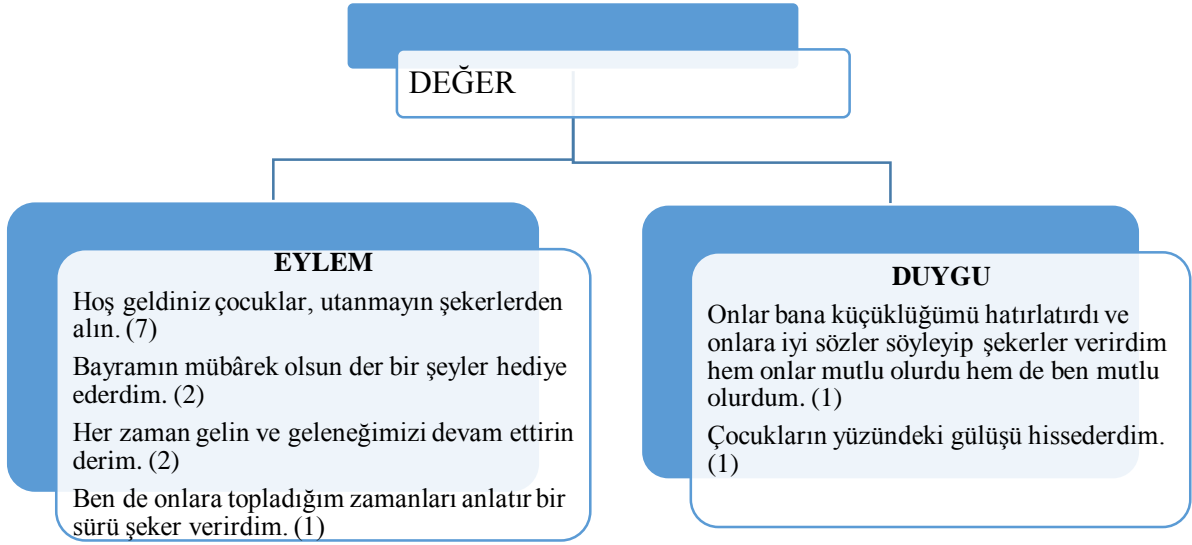 DEĞER
EYLEM
Hoş geldiniz çocuklar, utanmayın şekerlerden
alın. (7)
Bayramın mübârek olsun der bir şeyler hediye
ederdim. (2)
Her zaman gelin ve geleneğimizi devam ettirin
derim. (2)
Ben de onlara topladığım zamanları anlatır bir
sürü şeker verirdim. (1)
DUYGU
Onlar bana küçüklüğümü hatırlatırdı ve
onlara iyi sözler söyleyip şekerler verirdim
hem onlar mutlu olurdu hem de ben mutlu
olurdum. (1)
Çocukların yüzündeki gülüşü hissederdim.
(1)